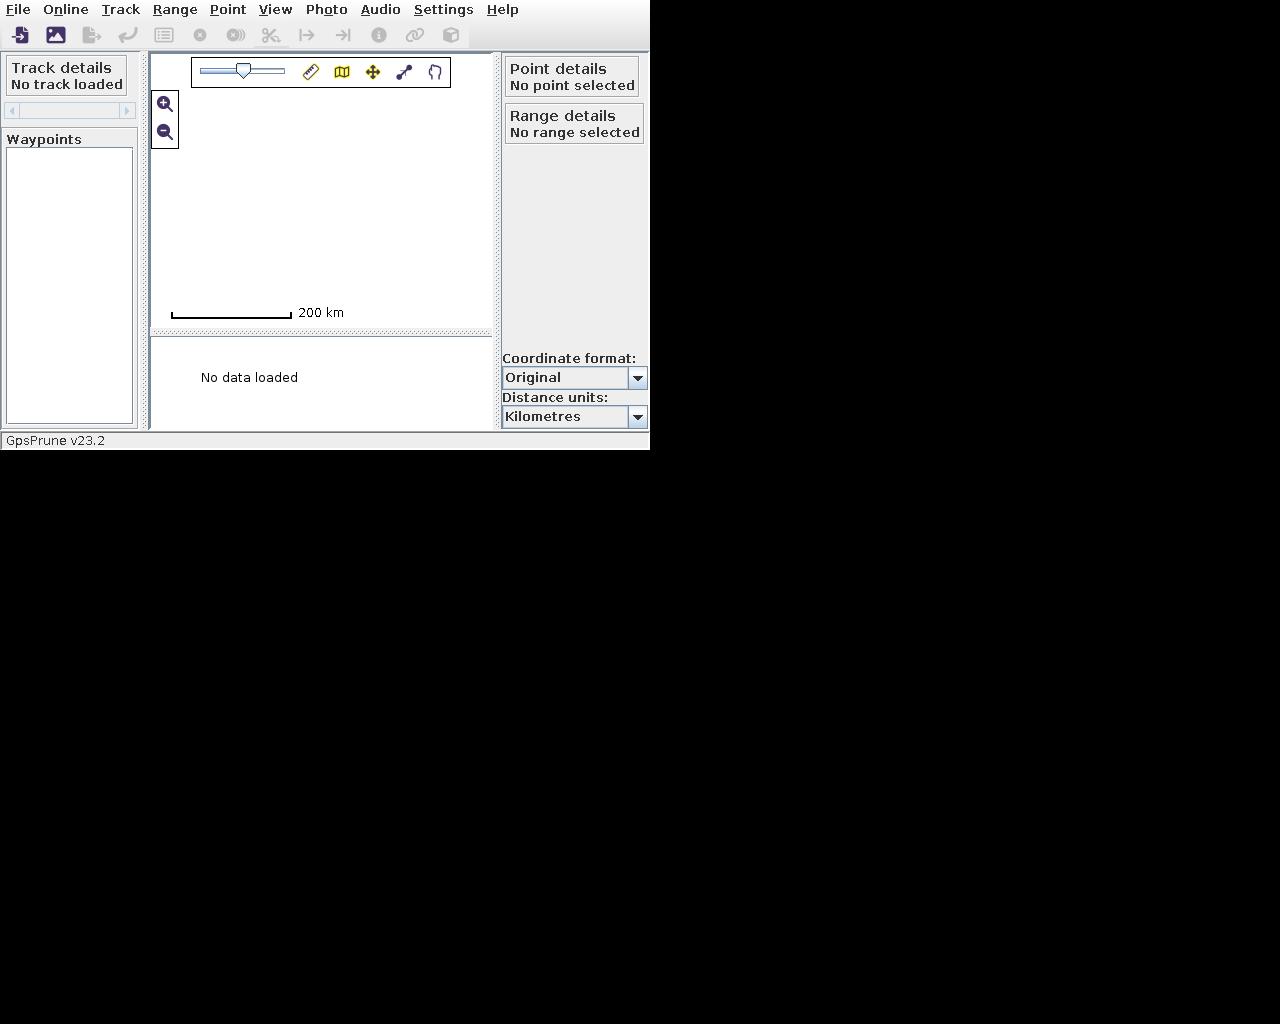 File Online Track Range Point View Photo Audio Settings Help
Track details
No track loaded
Waypoints
200 km
No data loaded
Point details
No point selected
Range details
No range selected
Coordinate format:
Original
Distance units:
Kilometres
GpsPrune v23.2